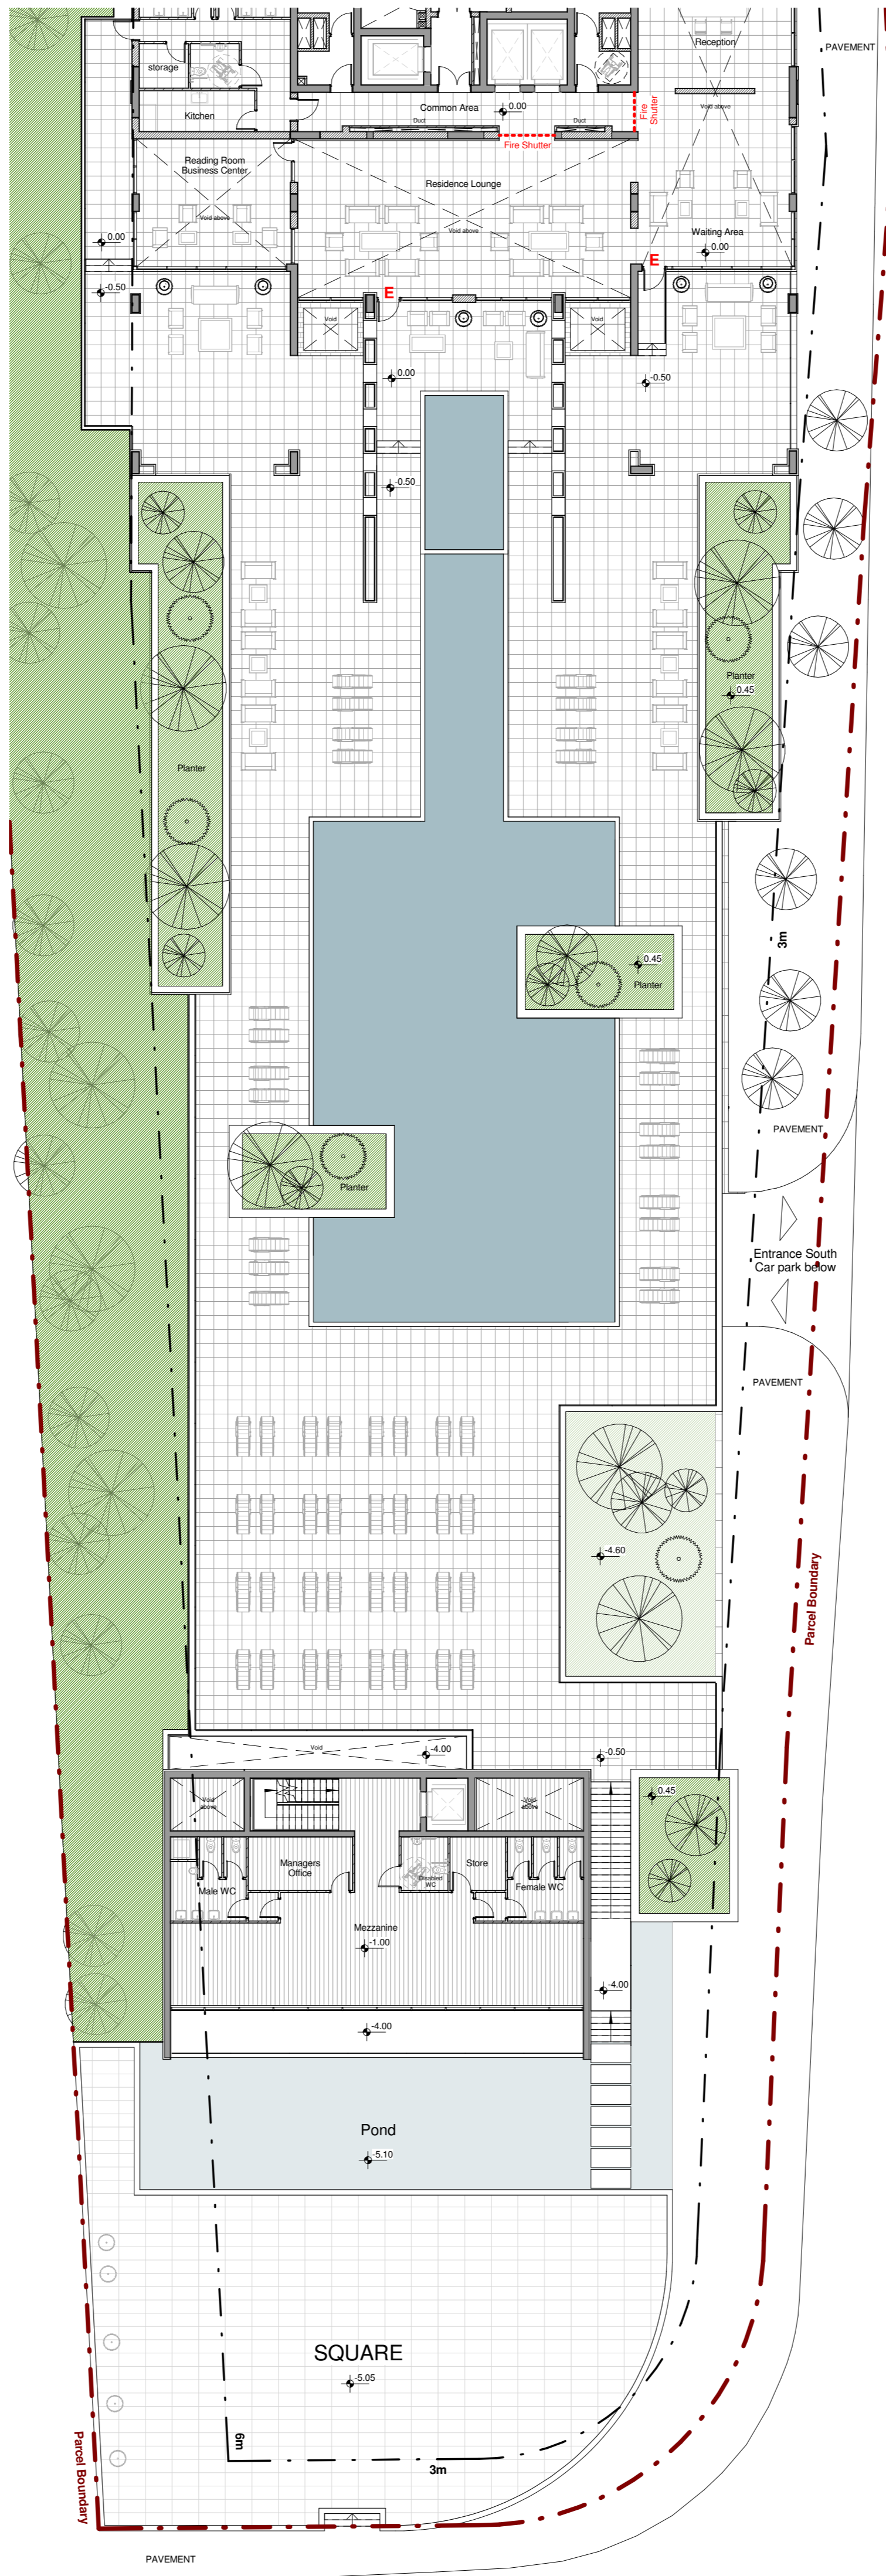 Reception
PAVEMENT
storage
Void above
Common Area
0.00
Fire
Shutter
Kitchen
Duct
Duct
Fire Shutter
Reading Room
Business Center
Residence Lounge
Void above
Void above
Waiting Area
0.00
0.00
E
-0.50
E
Void
Void
0.00
-0.50
-0.50
Planter
0.45
Planter
3m
0.45
Planter
PAVEMENT
Planter
Entrance South
Car park below
PAVEMENT
-4.60
Parcel Boundary
Void
-4.00
-0.50
Void
above
Void
above
0.45
Managers
Office
Store
Disabled
WC
Male WC
Female WC
Mezzanine
-1.00
-4.00
-4.00
Pond
-5.10
SQUARE
-5.05
6m
3m
Parcel Boundary
PAVEMENT